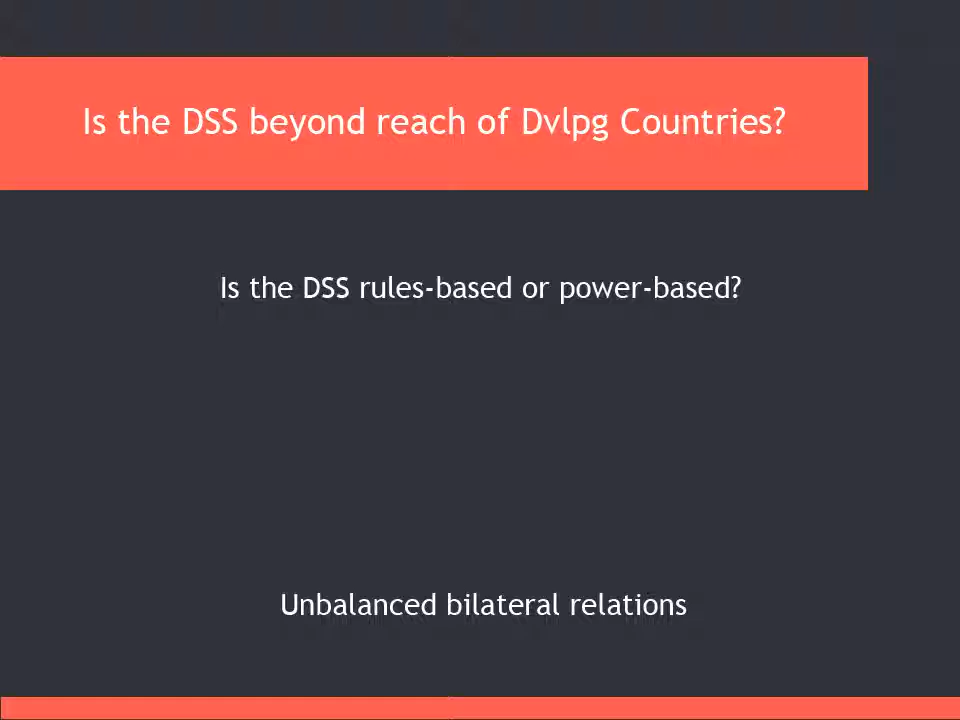 Is the DSS beyond reach of Dvlpg Countries?
Is the DSS rules-based or power-based?
Unbalanced bilateral relations